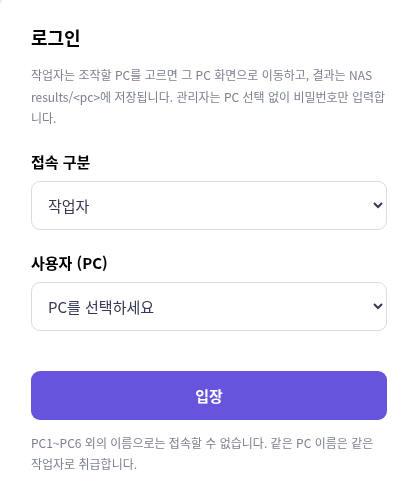 로그인
작업자는 조작할 PC를 고르면 그 PC 화면으로 이동하고, 결과는 NAS
results/<pc>에 저장됩니다. 관리자는 PC 선택 없이 비밀번호만 입력합
니다.
접속 구분
작업자
사용자 (PC)
PC를 선택하세요
입장
PC1~PC6 외의 이름으로는 접속할 수 없습니다. 같은 PC 이름은 같은
작업자로 취급합니다.